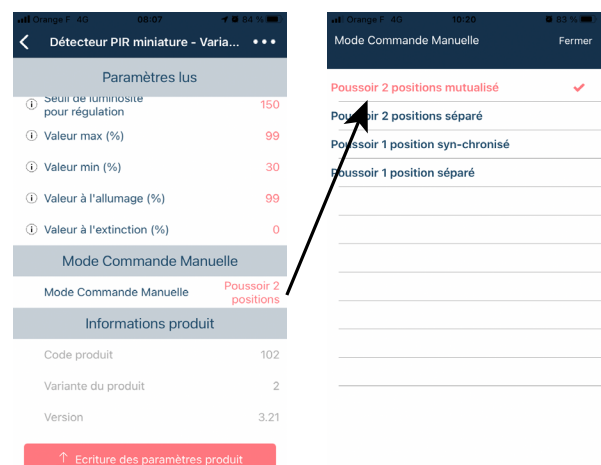 Orange F 4G 08:07 84 %
Détecteur PIR miniature - Varia...
Paramètres lus
Seuil de luminosité
pour régulation 150
Valeur max (%) 99
Valeur min (%) 30
Valeur à l'allumage (%) 99
Valeur à l'extinction (%) 0
Mode Commande Manuelle
Mode Commande Manuelle Poussoir 2
positions
Informations produit
Code produit 102
Variante du produit 2
Version 3.21
Ecriture des paramètres produit
Orange F 4G 10:20 83 %
Mode Commande Manuelle Fermer
Poussoir 2 positions mutualisé
Poussoir 2 positions séparé
Poussoir 1 position syn-chronisé
Poussoir 1 position séparé